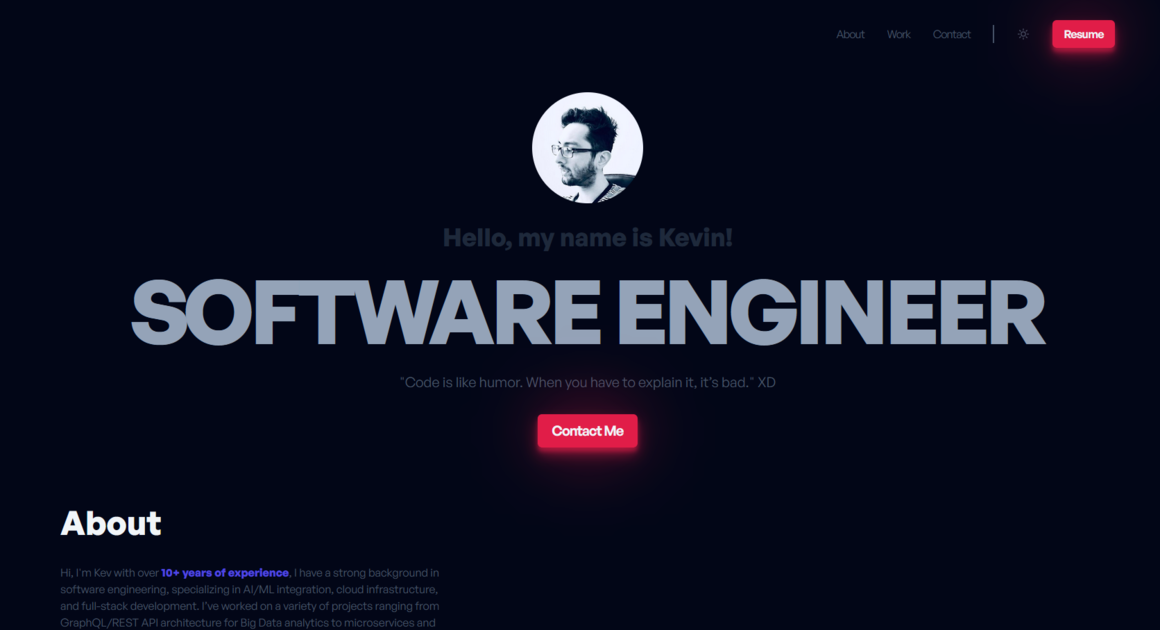 About Work Contact Resume
Hello, my name is Kevin!
SOFTWARE ENGINEER
"Code is like humor. When you have to explain it, it's bad." XD
Contact Me
About
Hi, I'm Kev with over 10+ years of experience, I have a strong background in
software engineering, specializing in AI/ML integration, cloud infrastructure,
and full-stack development. I've worked on a variety of projects ranging from
GraphQL/REST API architecture for Big Data analytics to microservices and